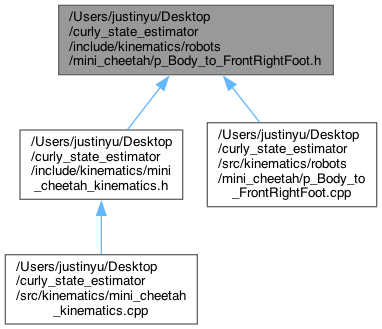 /Users/justinyu/Desktop
/curly_state_estimator
/include/kinematics/robots
/mini_cheetah/p_Body_to_FrontRightFoot.h
/Users/justinyu/Desktop
/curly_state_estimator
/include/kinematics/mini
_cheetah_kinematics.h
/Users/justinyu/Desktop
/curly_state_estimator
/src/kinematics/robots
/mini_cheetah/p_Body_to
_FrontRightFoot.cpp
/Users/justinyu/Desktop
/curly_state_estimator
/src/kinematics/mini_cheetah
_kinematics.cpp